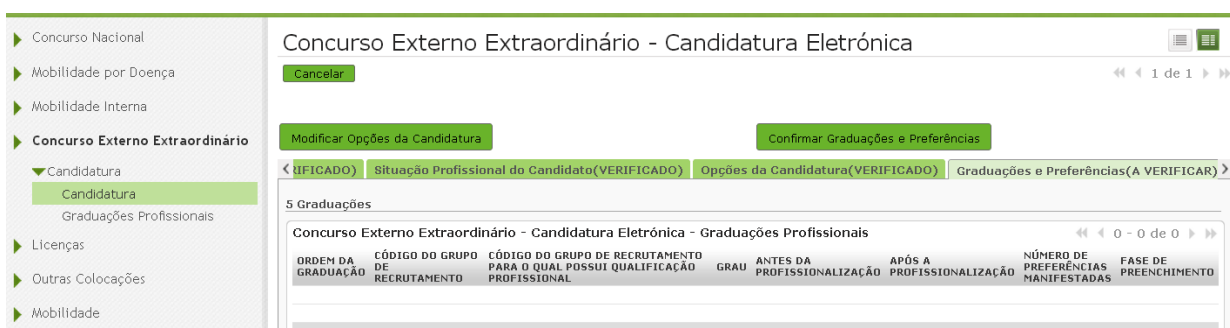 Concurso Nacional
Mobilidade por Doença
Mobilidade Interna
Concurso Externo Extraordinário
Candidatura
Candidatura
Graduações Profissionais
Licenças
Outras Colocações
Mobilidade
Concurso Externo Extraordinário - Candidatura Eletrónica
Cancelar
1 de 1
Modificar Opções da Candidatura
Confirmar Graduações e Preferências
RIFICADO) Situação Profissional do Candidato(VERIFICADO) Opções da Candidatura(VERIFICADO) Graduações e Preferências(A VERIFICAR)
5 Graduações
Concurso Externo Extraordinário - Candidatura Eletrónica - Graduações Profissionais
0 - 0 de 0
ORDEM DA
GRADUAÇÃO
CÓDIGO DO GRUPO
DE
RECRUTAMENTO
CÓDIGO DO GRUPO DE RECRUTAMENTO
PARA O QUAL POSSUI QUALIFICAÇÃO
PROFISSIONAL
GRAU
ANTES DA
PROFISSIONALIZAÇÃO
APÓS A
PROFISSIONALIZAÇÃO
NÚMERO DE
PREFERÊNCIAS
MANIFESTADAS
FASE DE
PREENCHIMENTO